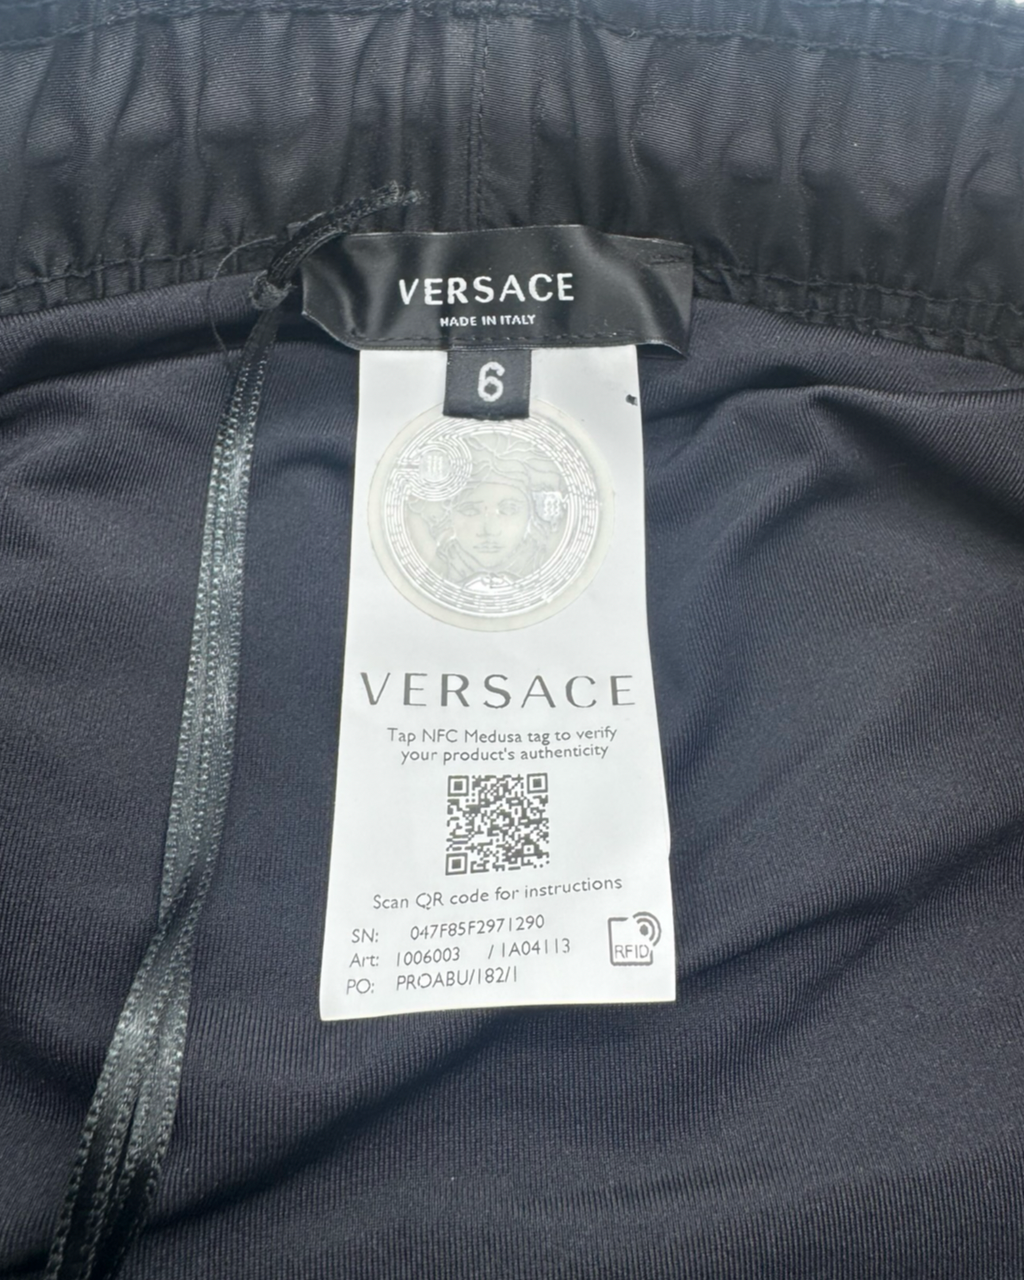 VERSACE
MADE IN ITALY
6
VERSACE
Tap NFC Medusa tag to verify
your product's authenticity
Scan QR code for instructions
SN: 047F85F2971290
Art: 1006003 /1A04113
PO: PROABU/182/1
RFID